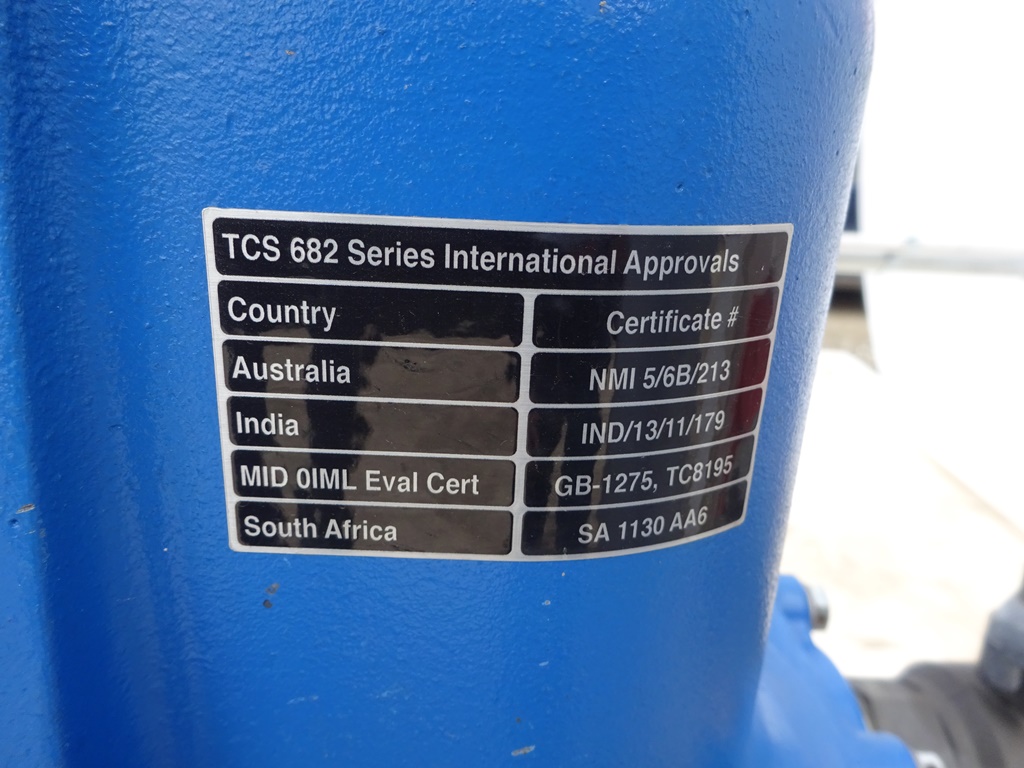 TCS 682 Series International Approvals
Country Certificate #
Australia NMI 5/6B/213
India IND/13/11/179
MID 0IML Eval Cert GB-1275, TC8195
South Africa SA 1130 AA6